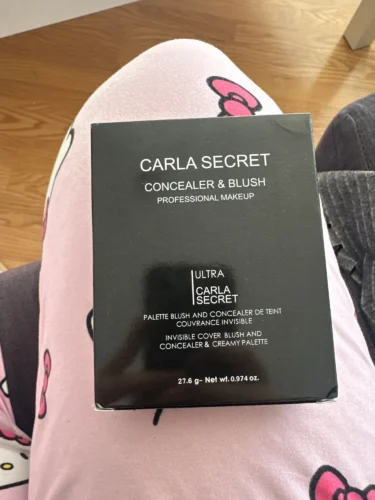 CARLA SECRET
CONCEALER & BLUSH
PROFESSIONAL MAKEUP
ULTRA
CARLA
SECRET
PALETTE BLUSH AND CONCEALER DE TEINT
COUVRANCE INVISIBLE
INVISIBLE COVER BLUSH AND
CONCEALER & CREAMY PALETTE
27.6 g- Net wt. 0.974 oz.